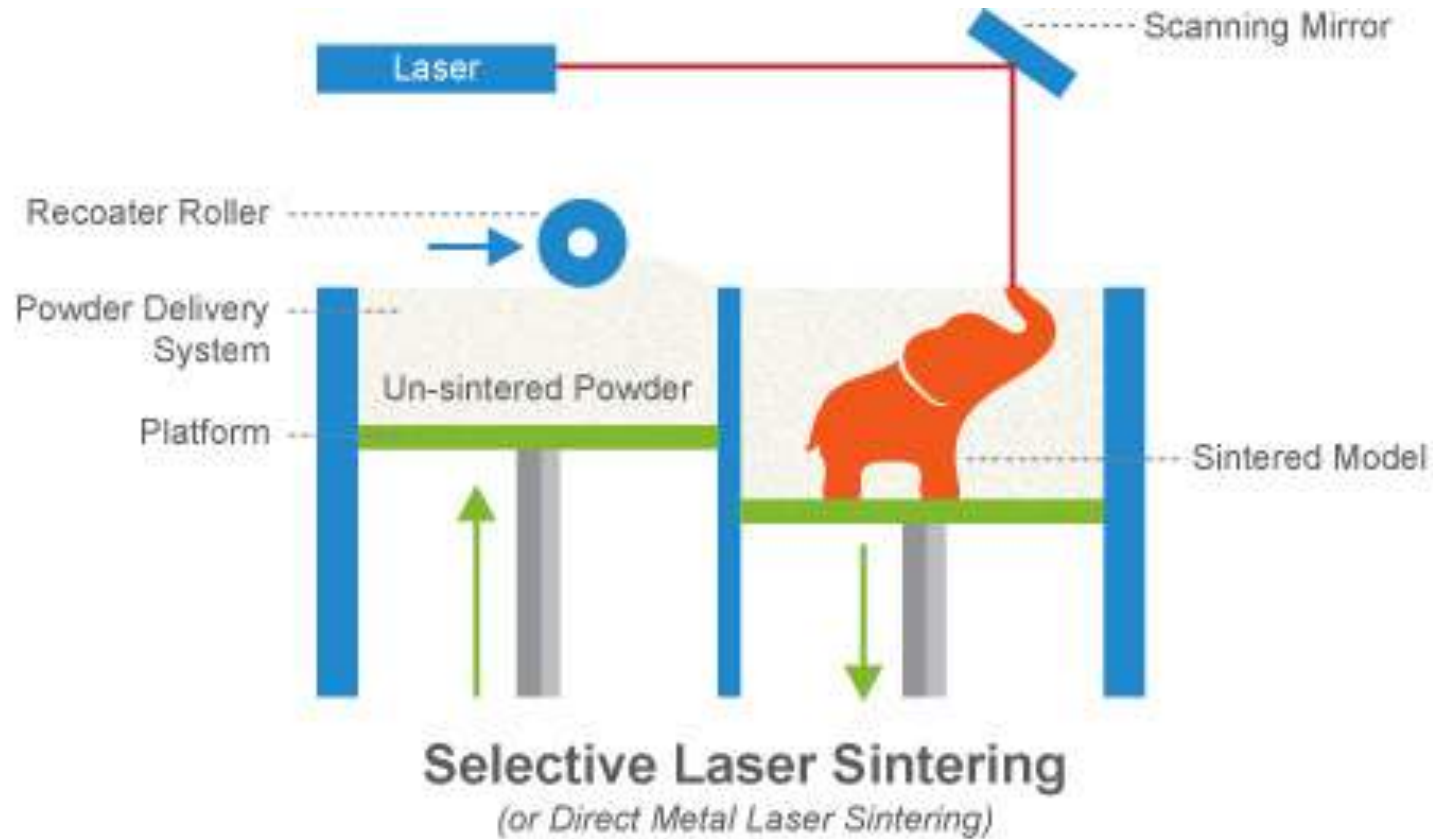 Scanning Mirror
Laser
Recoater Roller
Powder Delivery
System
Un-sintered Powder
Platform
Sintered Model
Selective Laser Sintering
(or Direct Metal Laser Sintering)